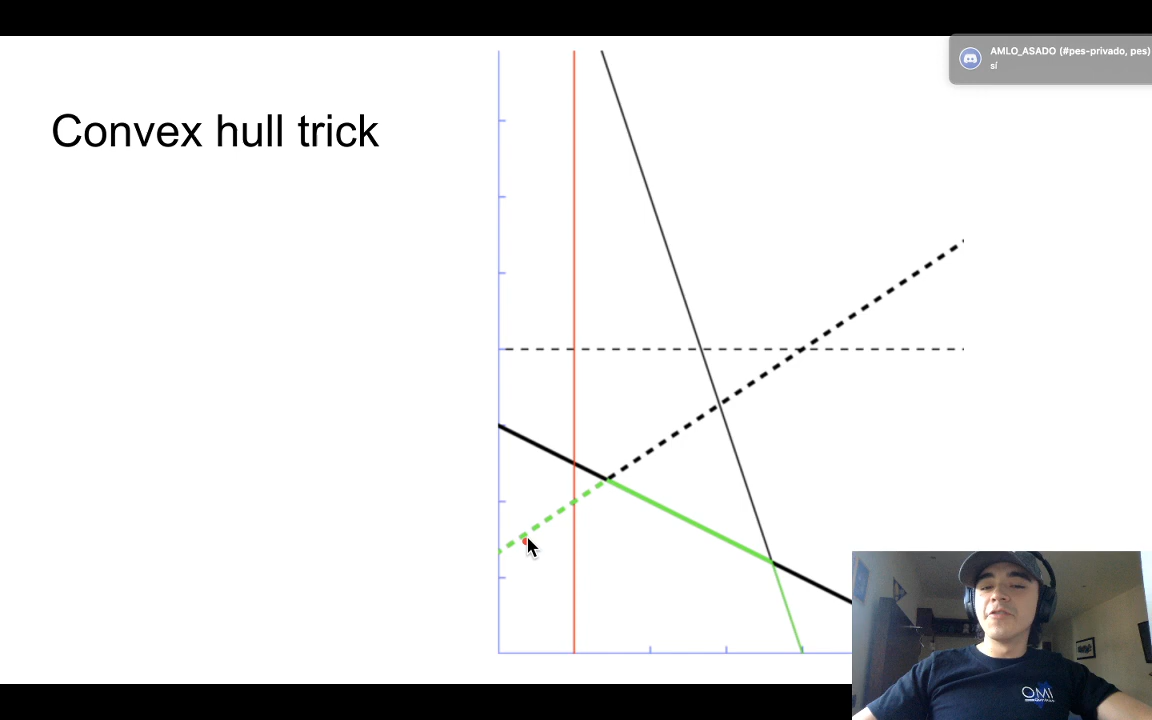 Convex hull trick
AMLO_ASADO (#pes-privado, pes)
sí
OMI